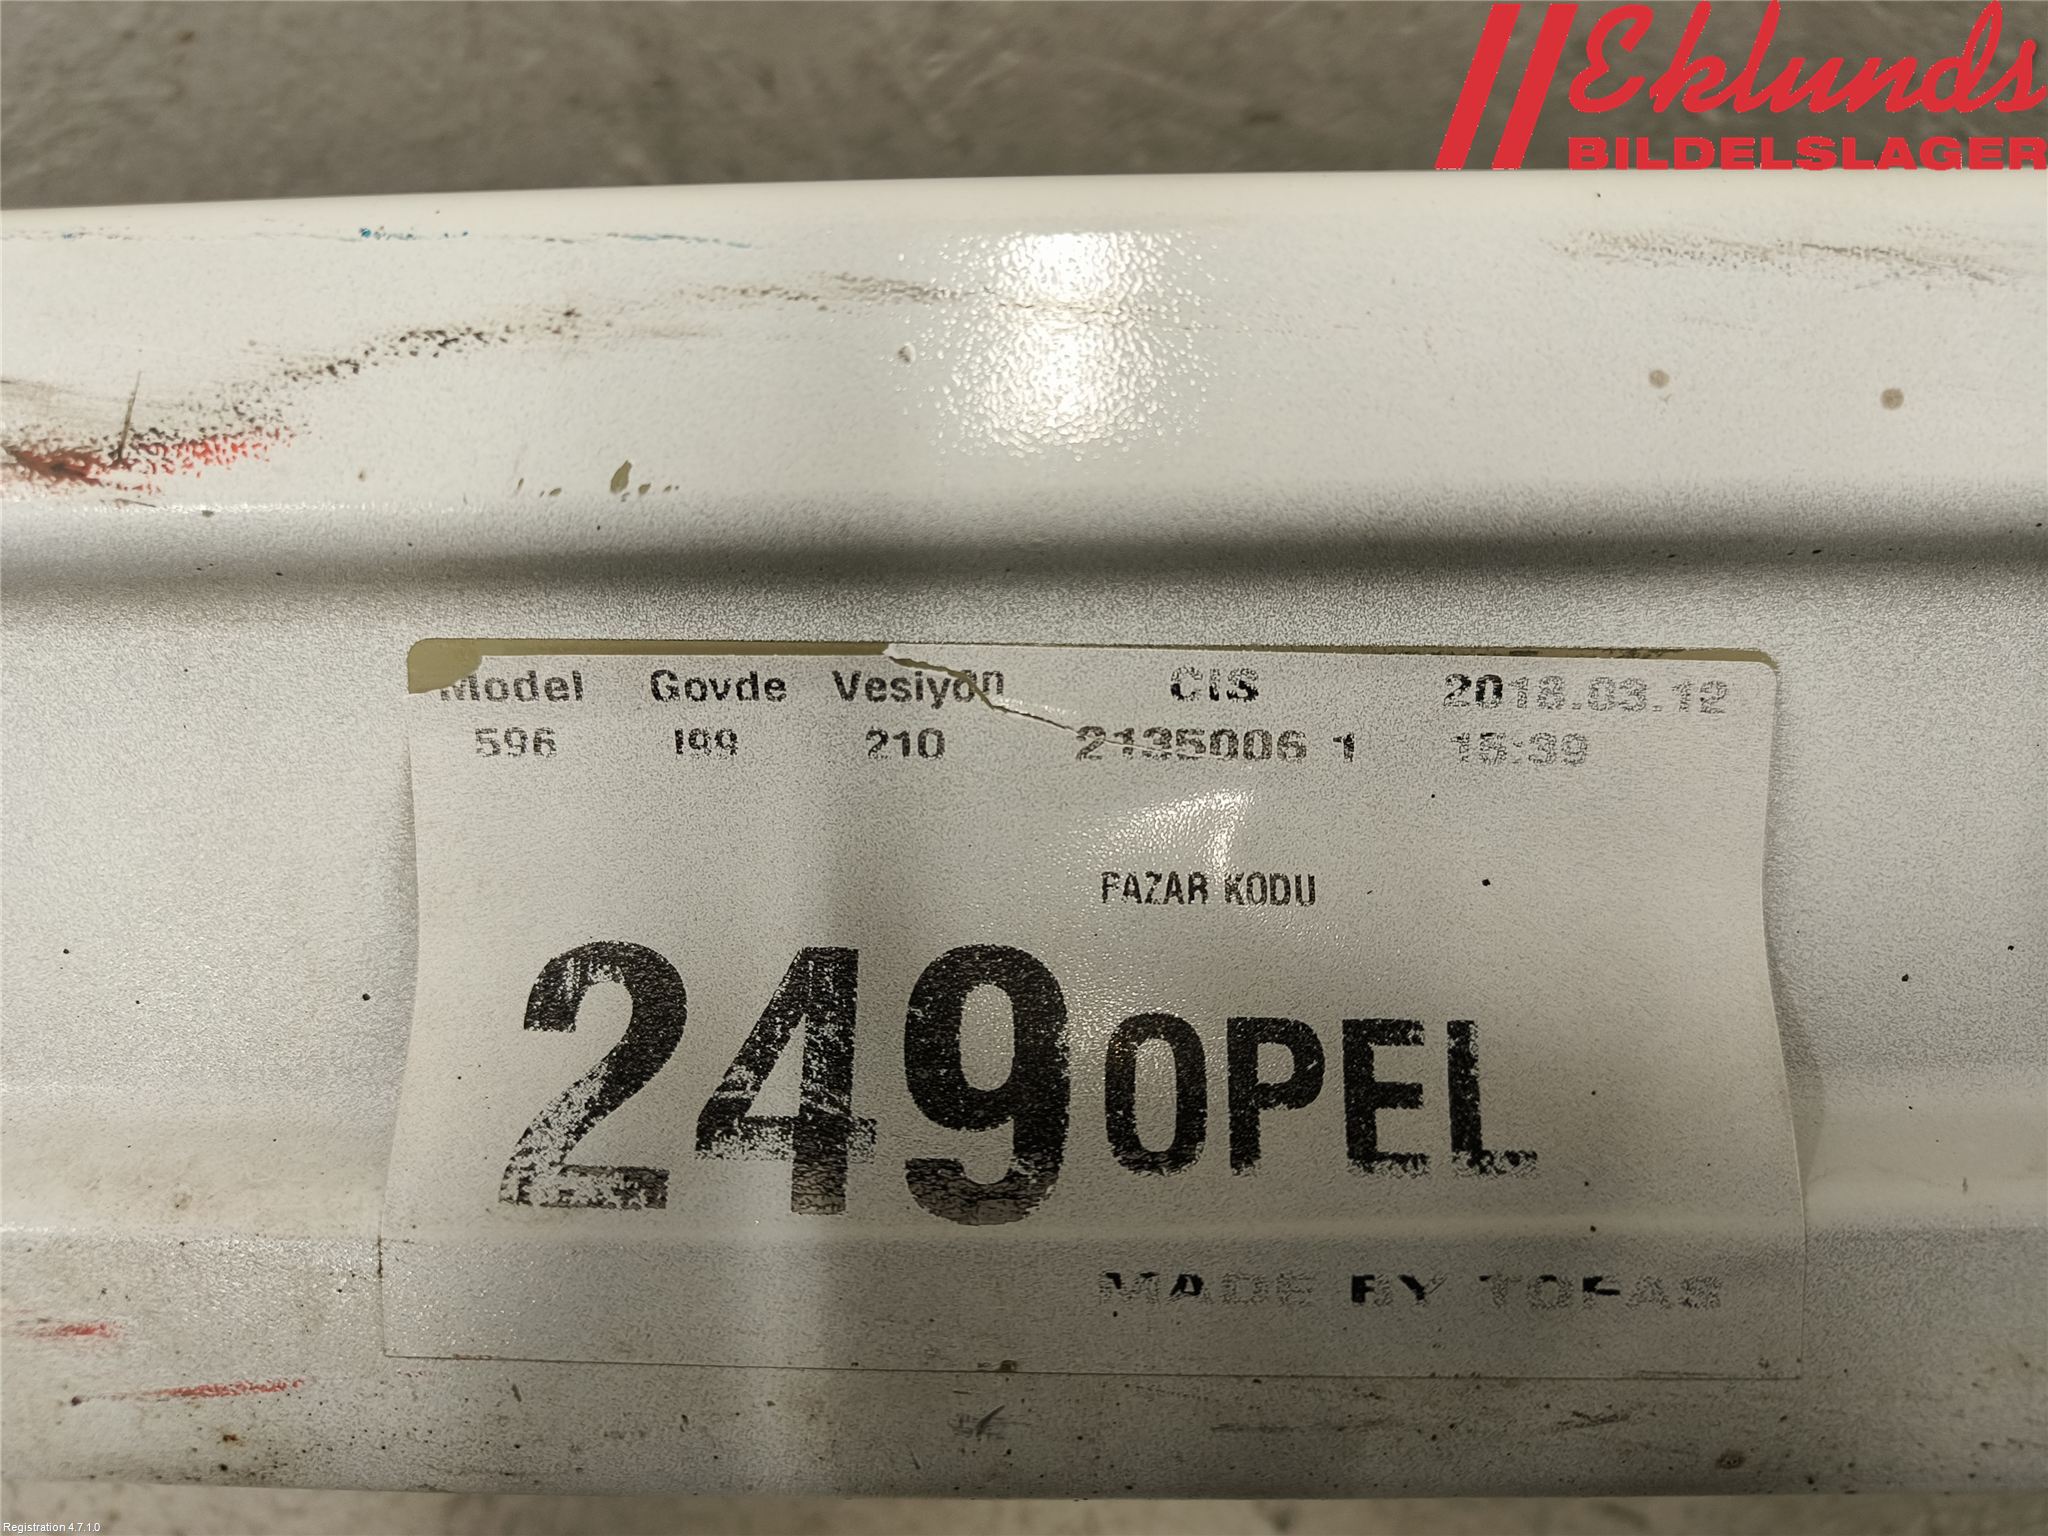 Eklunds
BILDELSLAGER
Model Govde Vesiyon CIS 2018.03.12
596 199 210 2135006 1 15:39
PAZAR KODU
249 OPEL
MADE BY TOFAS
Registration 4.7.1.0